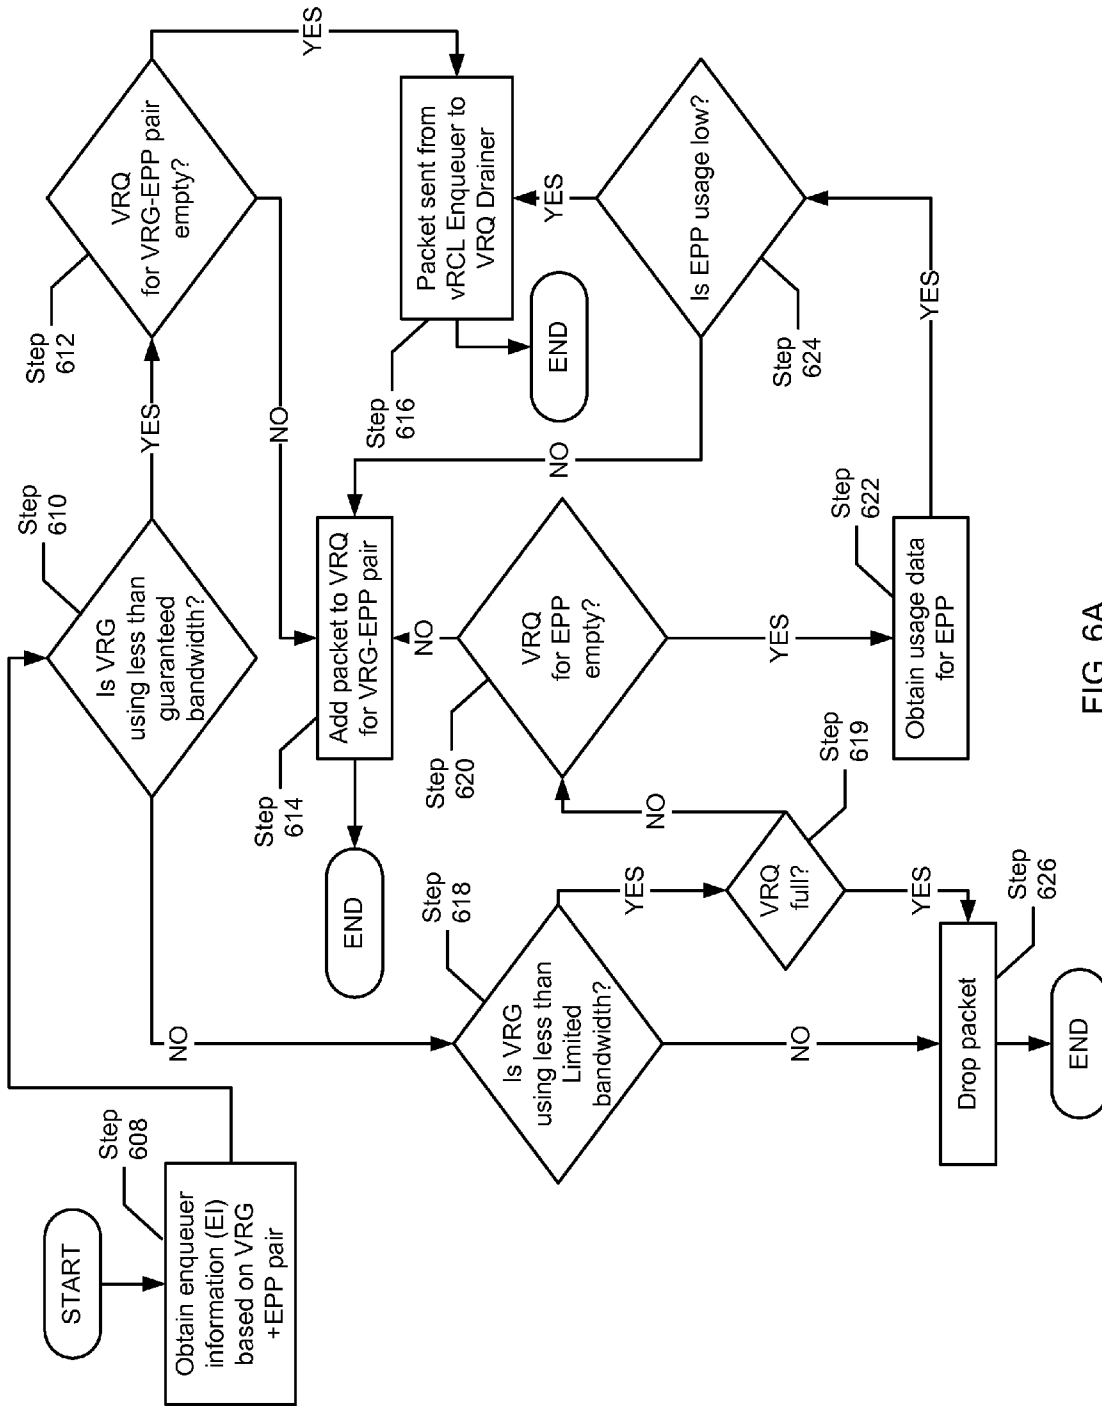 START
Step
608
Obtain enqueuer
information (EI)
based on VRG
+EPP pair
Step
610
Is VRG
using less than
guaranteed
bandwidth?
YES
NO
Step
612
VRQ
for VRG-EPP pair
empty?
YES
NO
Step
614
Add packet to VRQ
for VRG-EPP pair
END
Step
616
Packet sent from
vRCL Enqueuer to
VRQ Drainer
END
Step
618
Is VRG
using less than
Limited
bandwidth?
YES
NO
Step
619
VRQ
full?
NO
YES
Step
620
VRQ
for EPP
empty?
NO
YES
Step
622
Obtain usage data
for EPP
YES
Step
624
Is EPP usage low?
YES
NO
Step
626
Drop packet
END
FIG. 6A